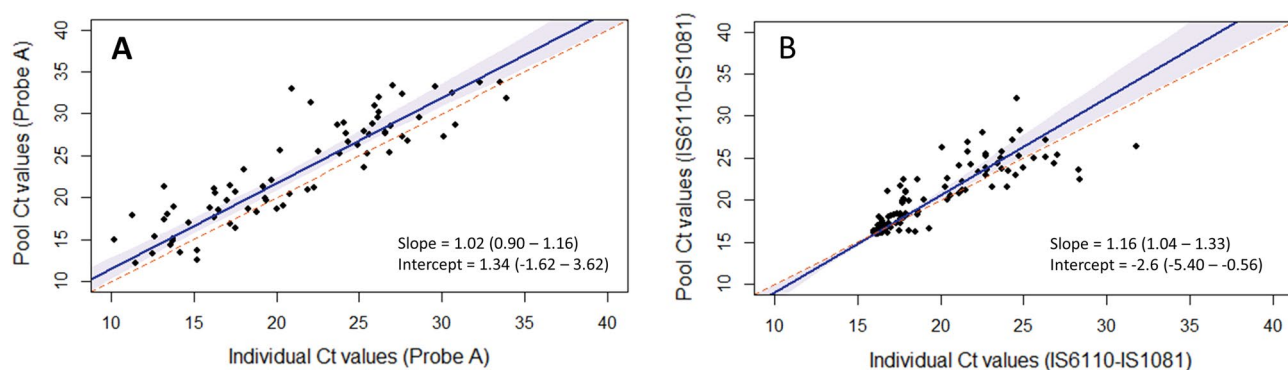 A
Pool Ct values (Probe A)
40
35
30
25
20
15
10
Slope = 1.02 (0.90 – 1.16)
Intercept = 1.34 (-1.62 – 3.62)
10 15 20 25 30 35 40
Individual Ct values (Probe A)
B
Pool Ct values (IS6110-IS1081)
40
35
30
25
20
15
10
Slope = 1.16 (1.04 – 1.33)
Intercept = -2.6 (-5.40 – -0.56)
10 15 20 25 30 35 40
Individual Ct values (IS6110-IS1081)